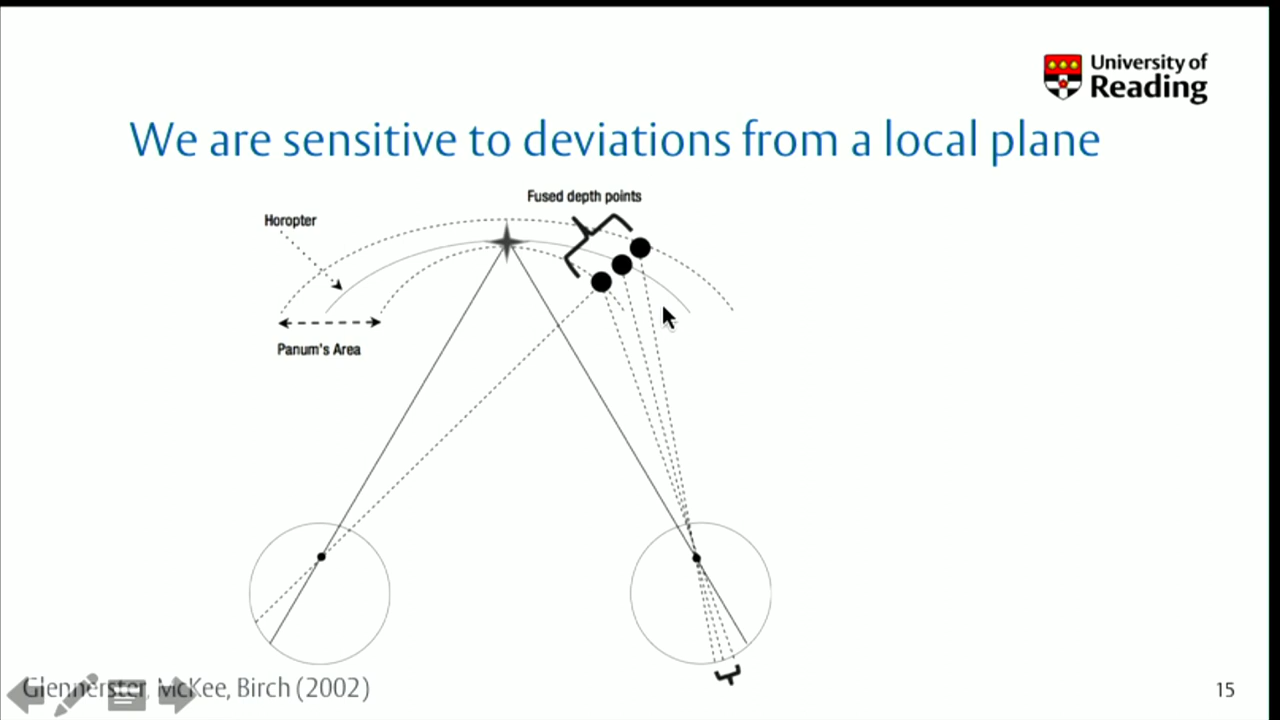 University of
Reading
We are sensitive to deviations from a local plane
Fused depth points
Horopter
Panum's Area
Glennerster, McKee, Birch (2002)
15